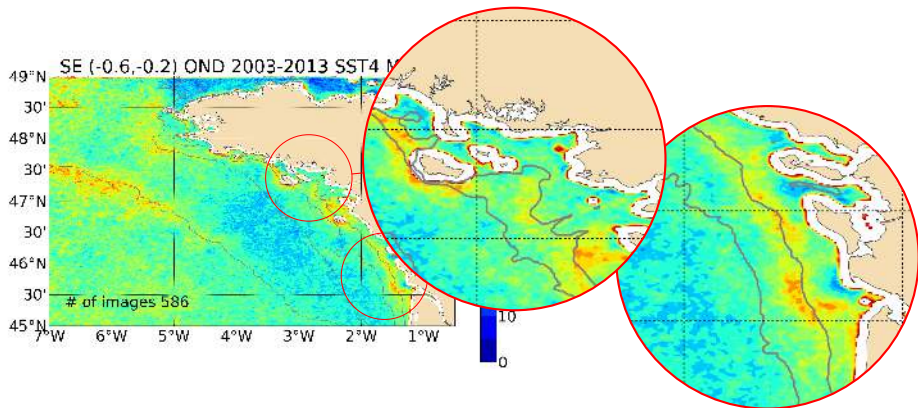 SE (-0.6,-0.2) OND 2003-2013 SST4 M
49°N
30'
48°N
30'
47°N
30'
46°N
30'
45°N
# of images 586
7°W 6°W 5°W 4°W 3°W 2°W 1°W
10
0